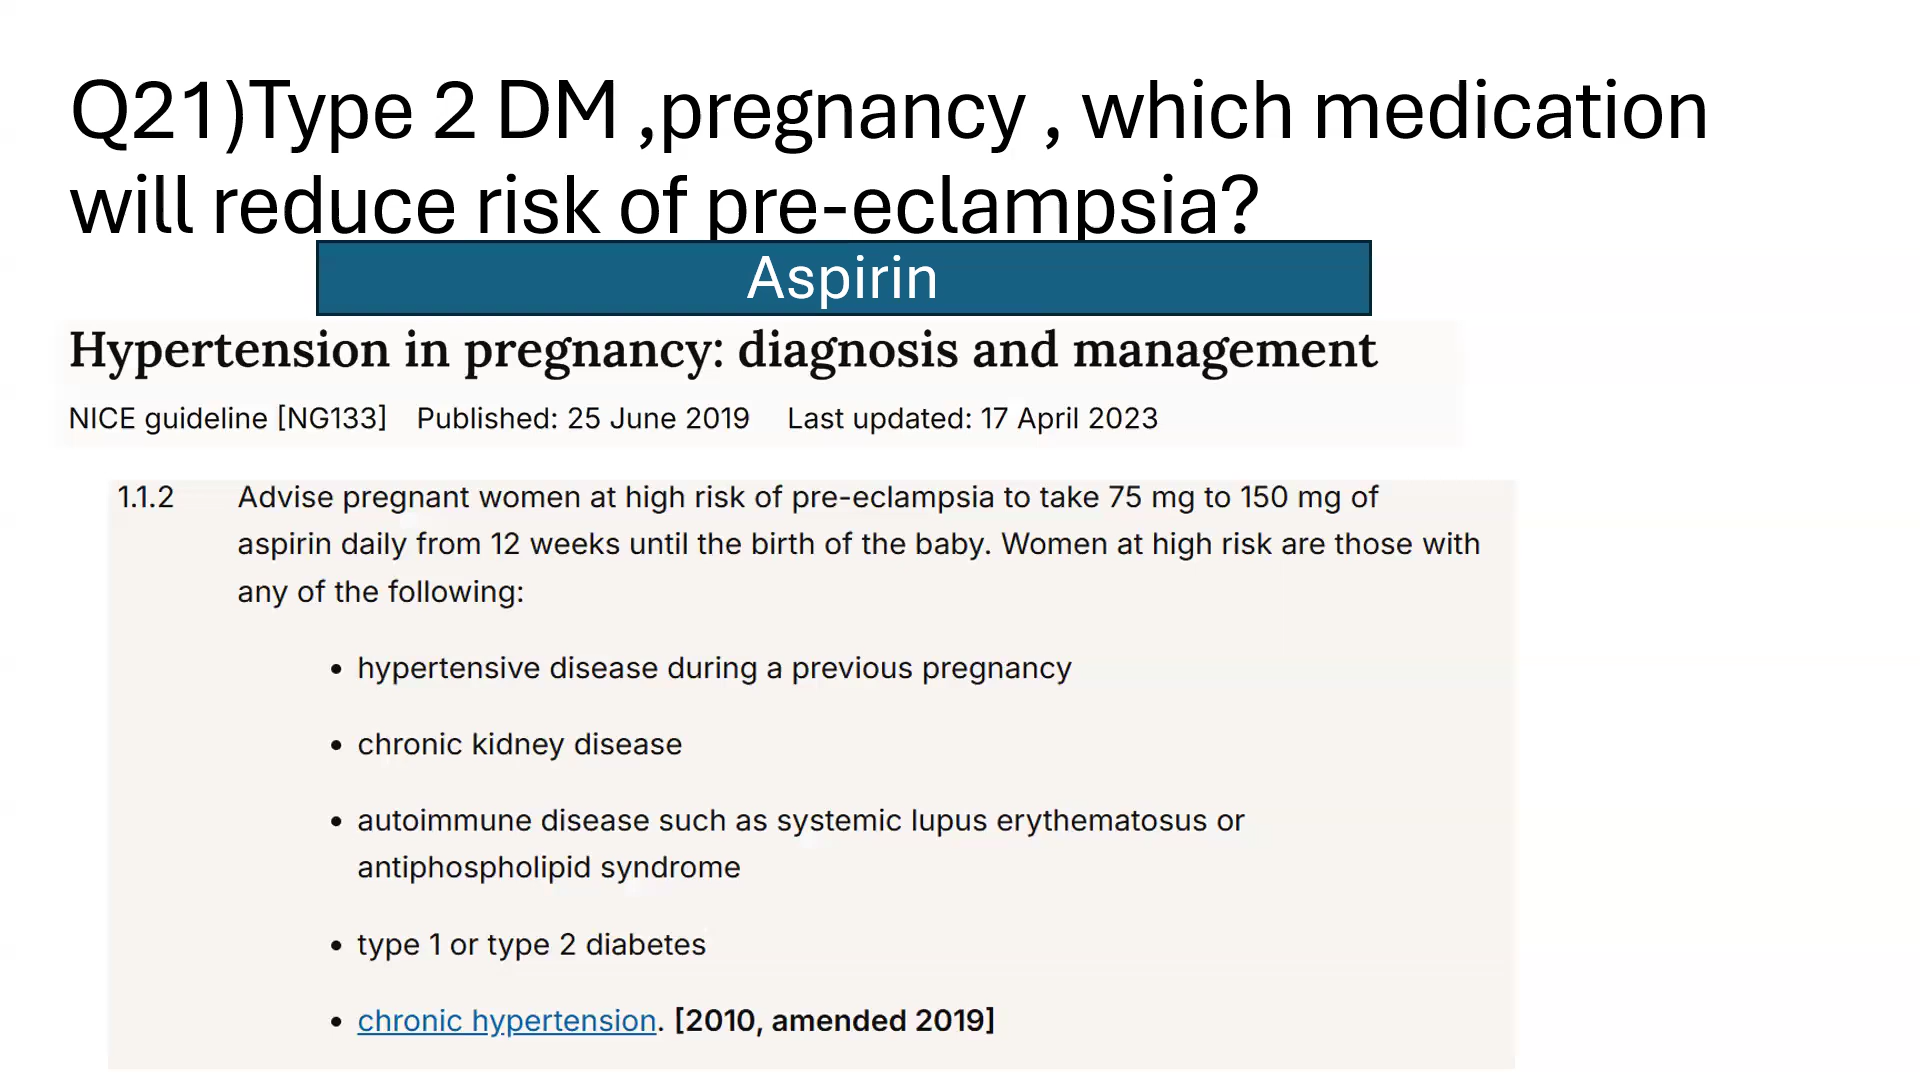 Q21)Type 2 DM ,pregnancy , which medication
will reduce risk of pre-eclampsia?
Aspirin
Hypertension in pregnancy: diagnosis and management
NICE guideline [NG133] Published: 25 June 2019 Last updated: 17 April 2023
1.1.2 Advise pregnant women at high risk of pre-eclampsia to take 75 mg to 150 mg of
aspirin daily from 12 weeks until the birth of the baby. Women at high risk are those with
any of the following:
• hypertensive disease during a previous pregnancy
• chronic kidney disease
• autoimmune disease such as systemic lupus erythematosus or
antiphospholipid syndrome
• type 1 or type 2 diabetes
• chronic hypertension. [2010, amended 2019]